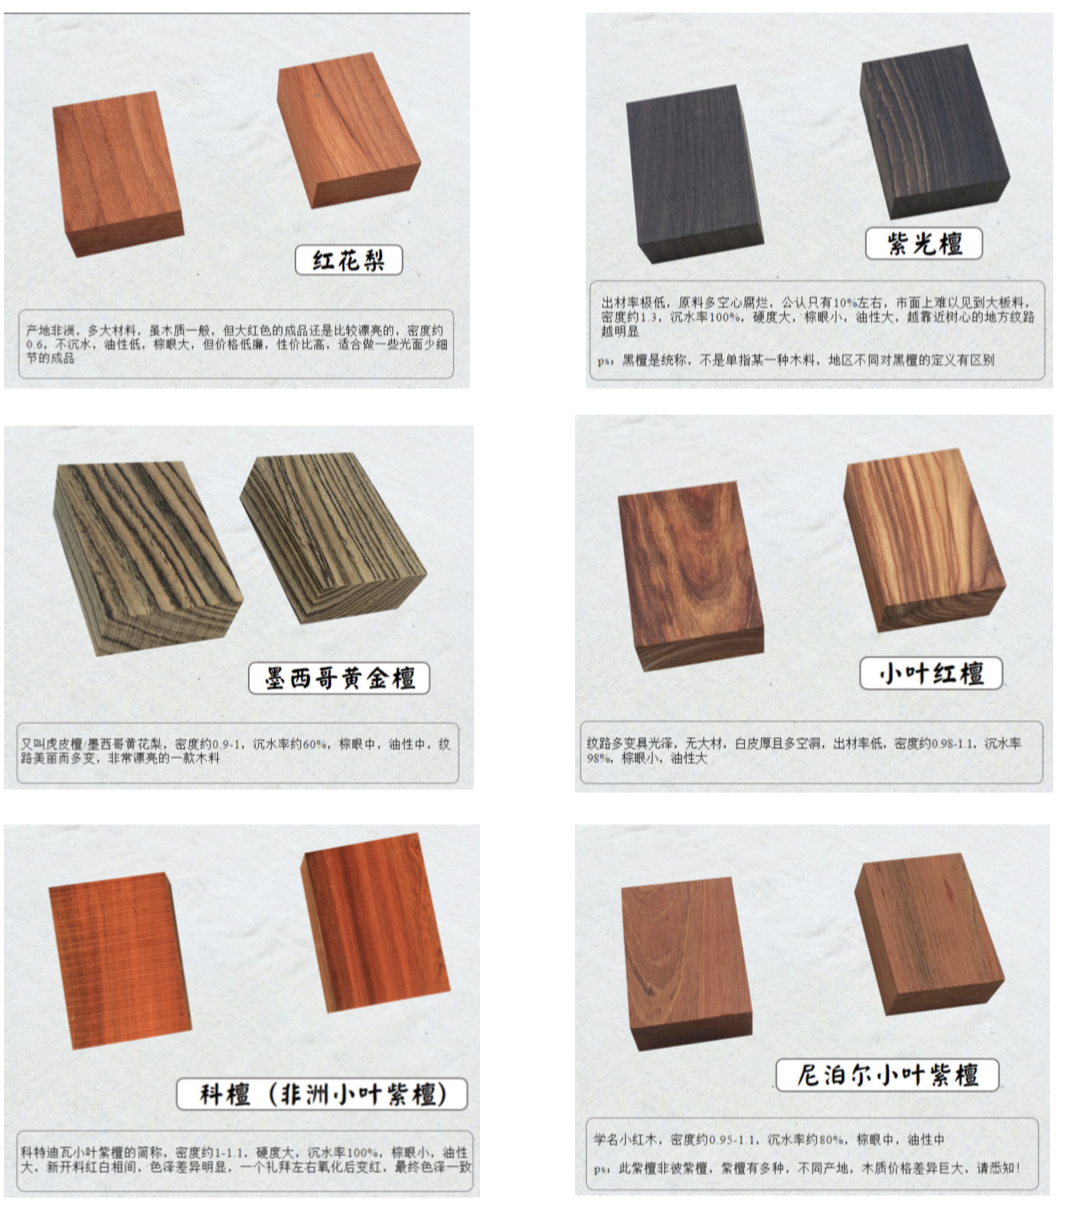 红花梨
产地非洲，多大材料，虽木质一般，但大红色的成品还是比较漂亮的，密度约
0.6，不沉水，油性低，棕眼大，但价格低廉，性价比高，适合做一些光面少细
节的成品
紫光檀
出材率极低，原料多空心腐烂，公认只有10%左右，市面上难以见到大板料，
密度约1.3，沉水率100%，硬度大，棕眼小，油性大，越靠近树心的地方纹路
越明显
ps：黑檀是统称，不是单指某一种木料，地区不同对黑檀的定义有区别
墨西哥黄金檀
又叫虎皮檀/墨西哥黄花梨，密度约0.9-1，沉水率约60%，棕眼中，油性中，纹
路美丽而多变，非常漂亮的一款木料
小叶红檀
纹路多变具光泽，无大材，白皮厚且多空洞，出材率低，密度约0.98-1.1，沉水率
98%，棕眼小，油性大
科檀（非洲小叶紫檀）
科特迪瓦小叶紫檀的简称，密度约1-1.1，硬度大，沉水率100%，棕眼小，油性
大，新开料红白相间，色泽差异明显，一个礼拜左右氧化后变红，最终色泽一致
尼泊尔小叶紫檀
学名小红木，密度约0.95-1.1，沉水率约80%，棕眼中，油性中
ps：此紫檀非彼紫檀，紫檀有多种，不同产地，木质价格差异巨大，请悉知！